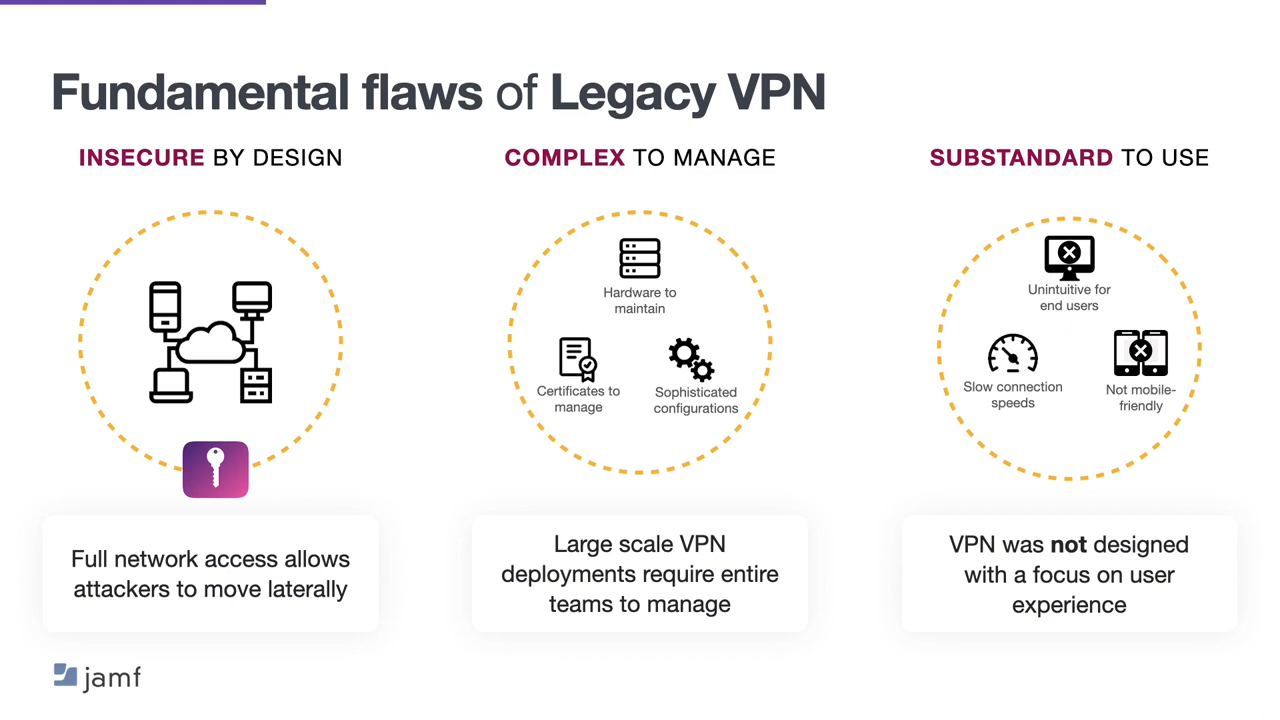 Fundamental flaws of Legacy VPN
INSECURE BY DESIGN
Full network access allows
attackers to move laterally
COMPLEX TO MANAGE
Hardware to
maintain
Certificates to
manage
Sophisticated
configurations
Large scale VPN
deployments require entire
teams to manage
SUBSTANDARD TO USE
Unintuitive for
end users
Slow connection
speeds
Not mobile-
friendly
VPN was not designed
with a focus on user
experience
jamf